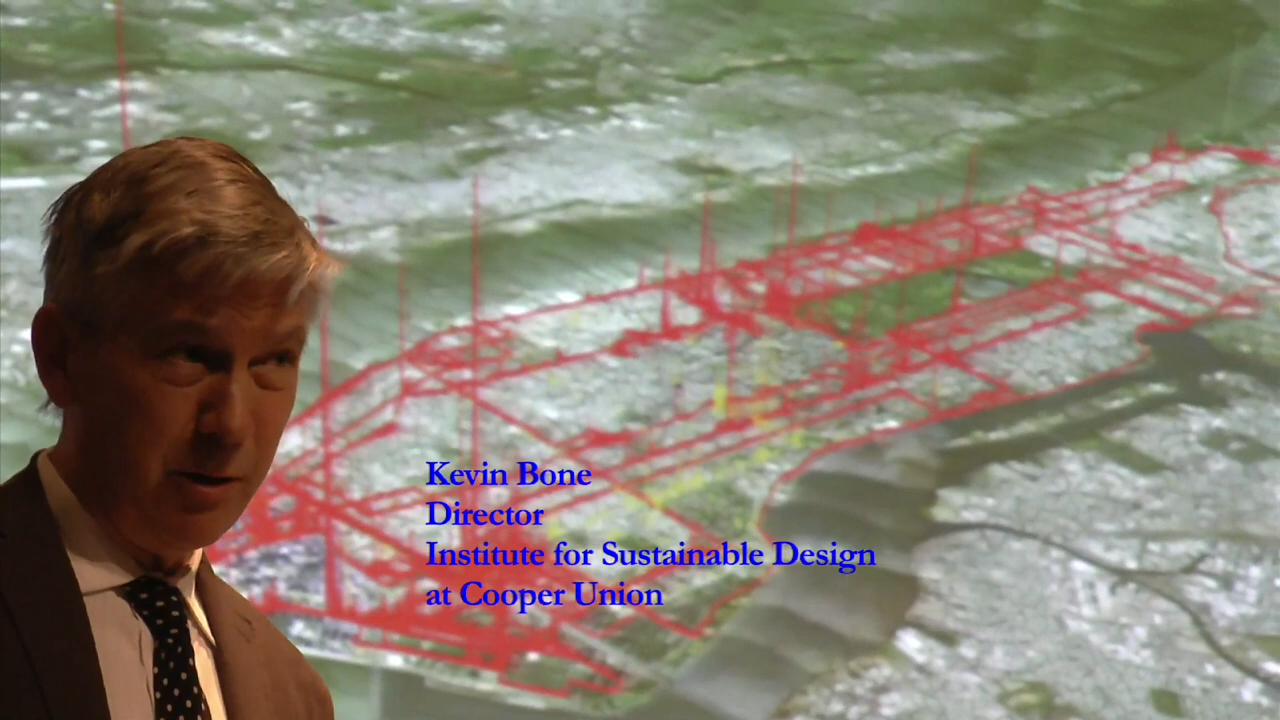 Kevin Bone
Director
Institute for Sustainable Design
at Cooper Union